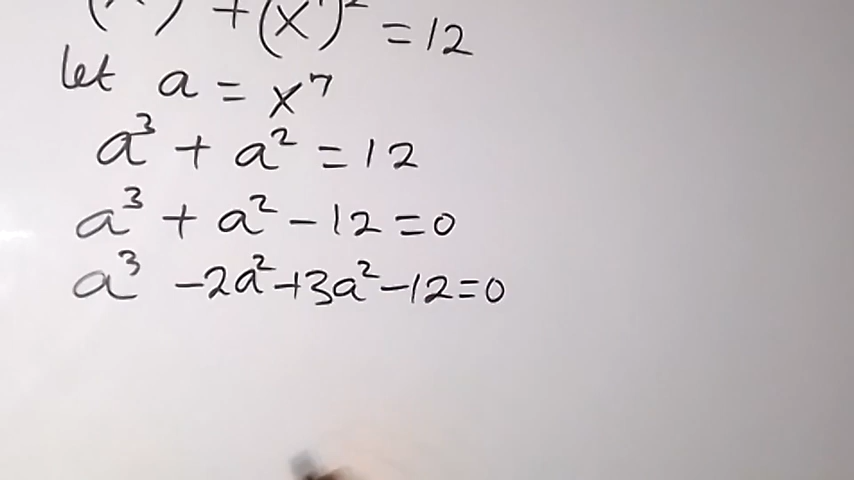 (x )  + (x⁷)² = 12
let a = x⁷
a³ + a² = 12
a³ + a² - 12 = 0
a³ - 2a² + 3a² - 12 = 0